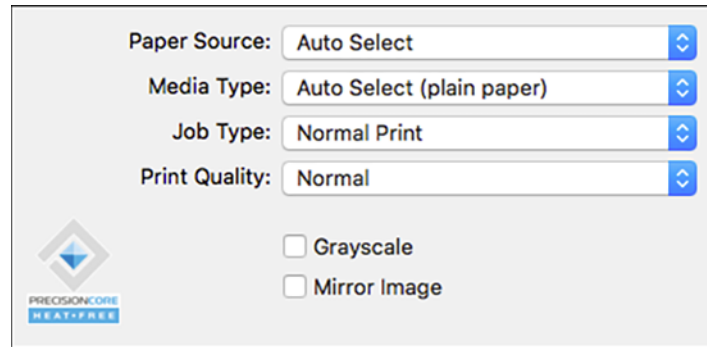 Paper Source: Auto Select
Media Type: Auto Select (plain paper)
Job Type: Normal Print
Print Quality: Normal
Grayscale
Mirror Image
PRECISIONCORE
HEAT•FREE